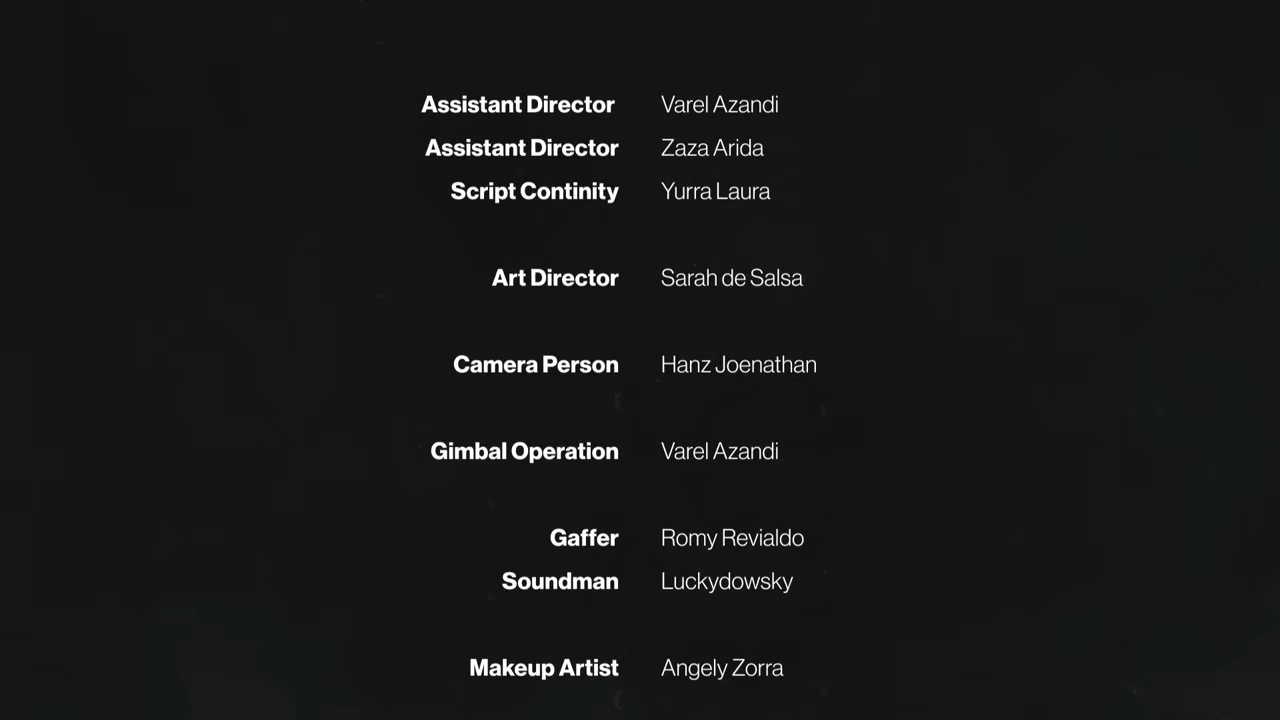 Assistant Director Varel Azandi
Assistant Director Zaza Arida
Script Continity Yurra Laura
Art Director Sarah de Salsa
Camera Person Hanz Joenathan
Gimbal Operation Varel Azandi
Gaffer Romy Revialdo
Soundman Luckydowsky
Makeup Artist Angely Zorra